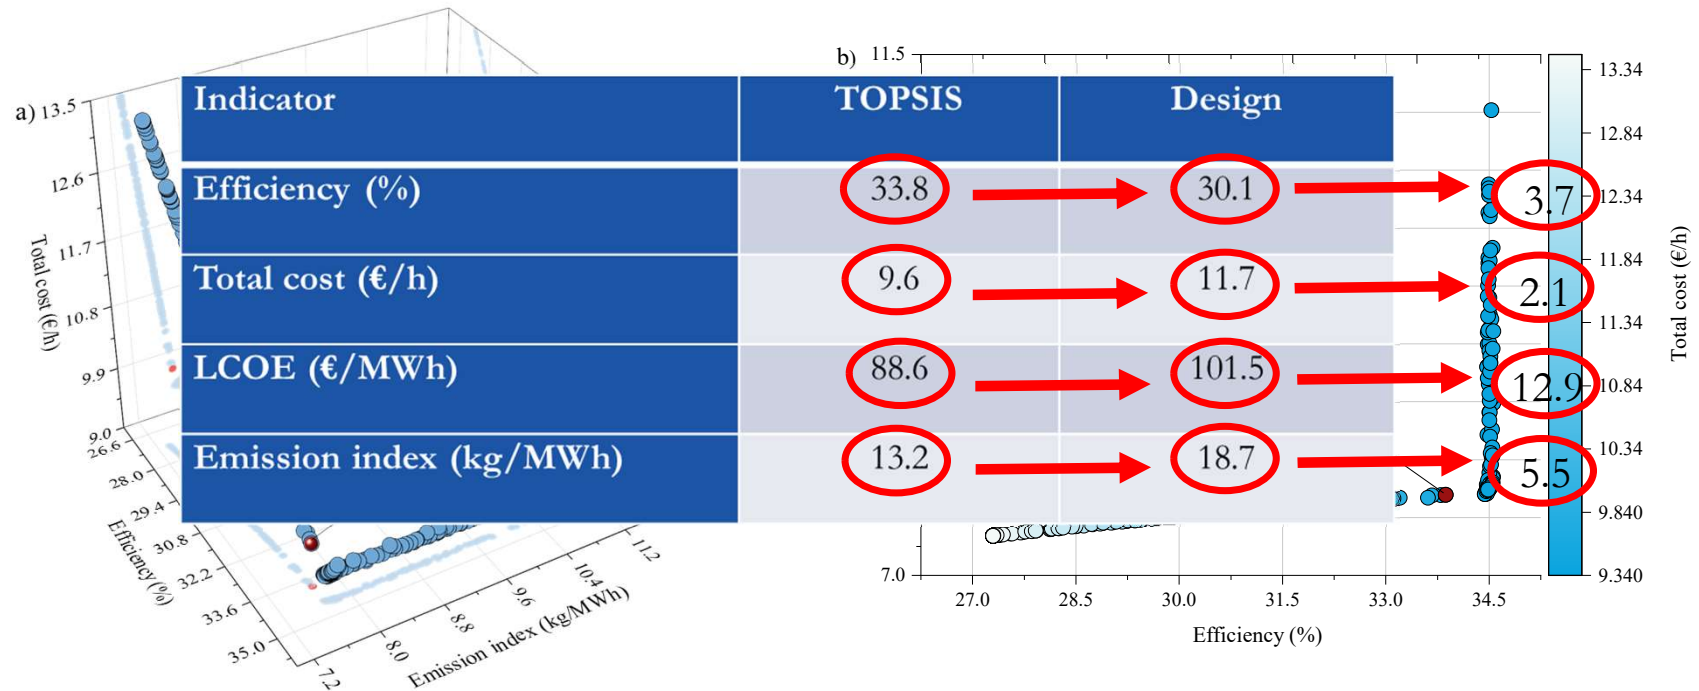 a)
13.5
12.6
11.7
10.8
9.9
9.0
Total cost (€/h)
26.6
28.0
29.4
30.8
32.2
33.6
35.0
Efficiency (%)
7.2
8.0
8.8
9.6
10.4
11.2
Emission index (kg/MWh)
Indicator TOPSIS Design
Efficiency (%) 33.8 30.1 3.7
Total cost (€/h) 9.6 11.7 2.1
LCOE (€/MWh) 88.6 101.5 12.9
Emission index (kg/MWh) 13.2 18.7 5.5
b)
11.5
7.0
27.0 28.5 30.0 31.5 33.0 34.5
Efficiency (%)
13.34
12.84
12.34
11.84
11.34
10.84
10.34
9.840
9.340
Total cost (€/h)